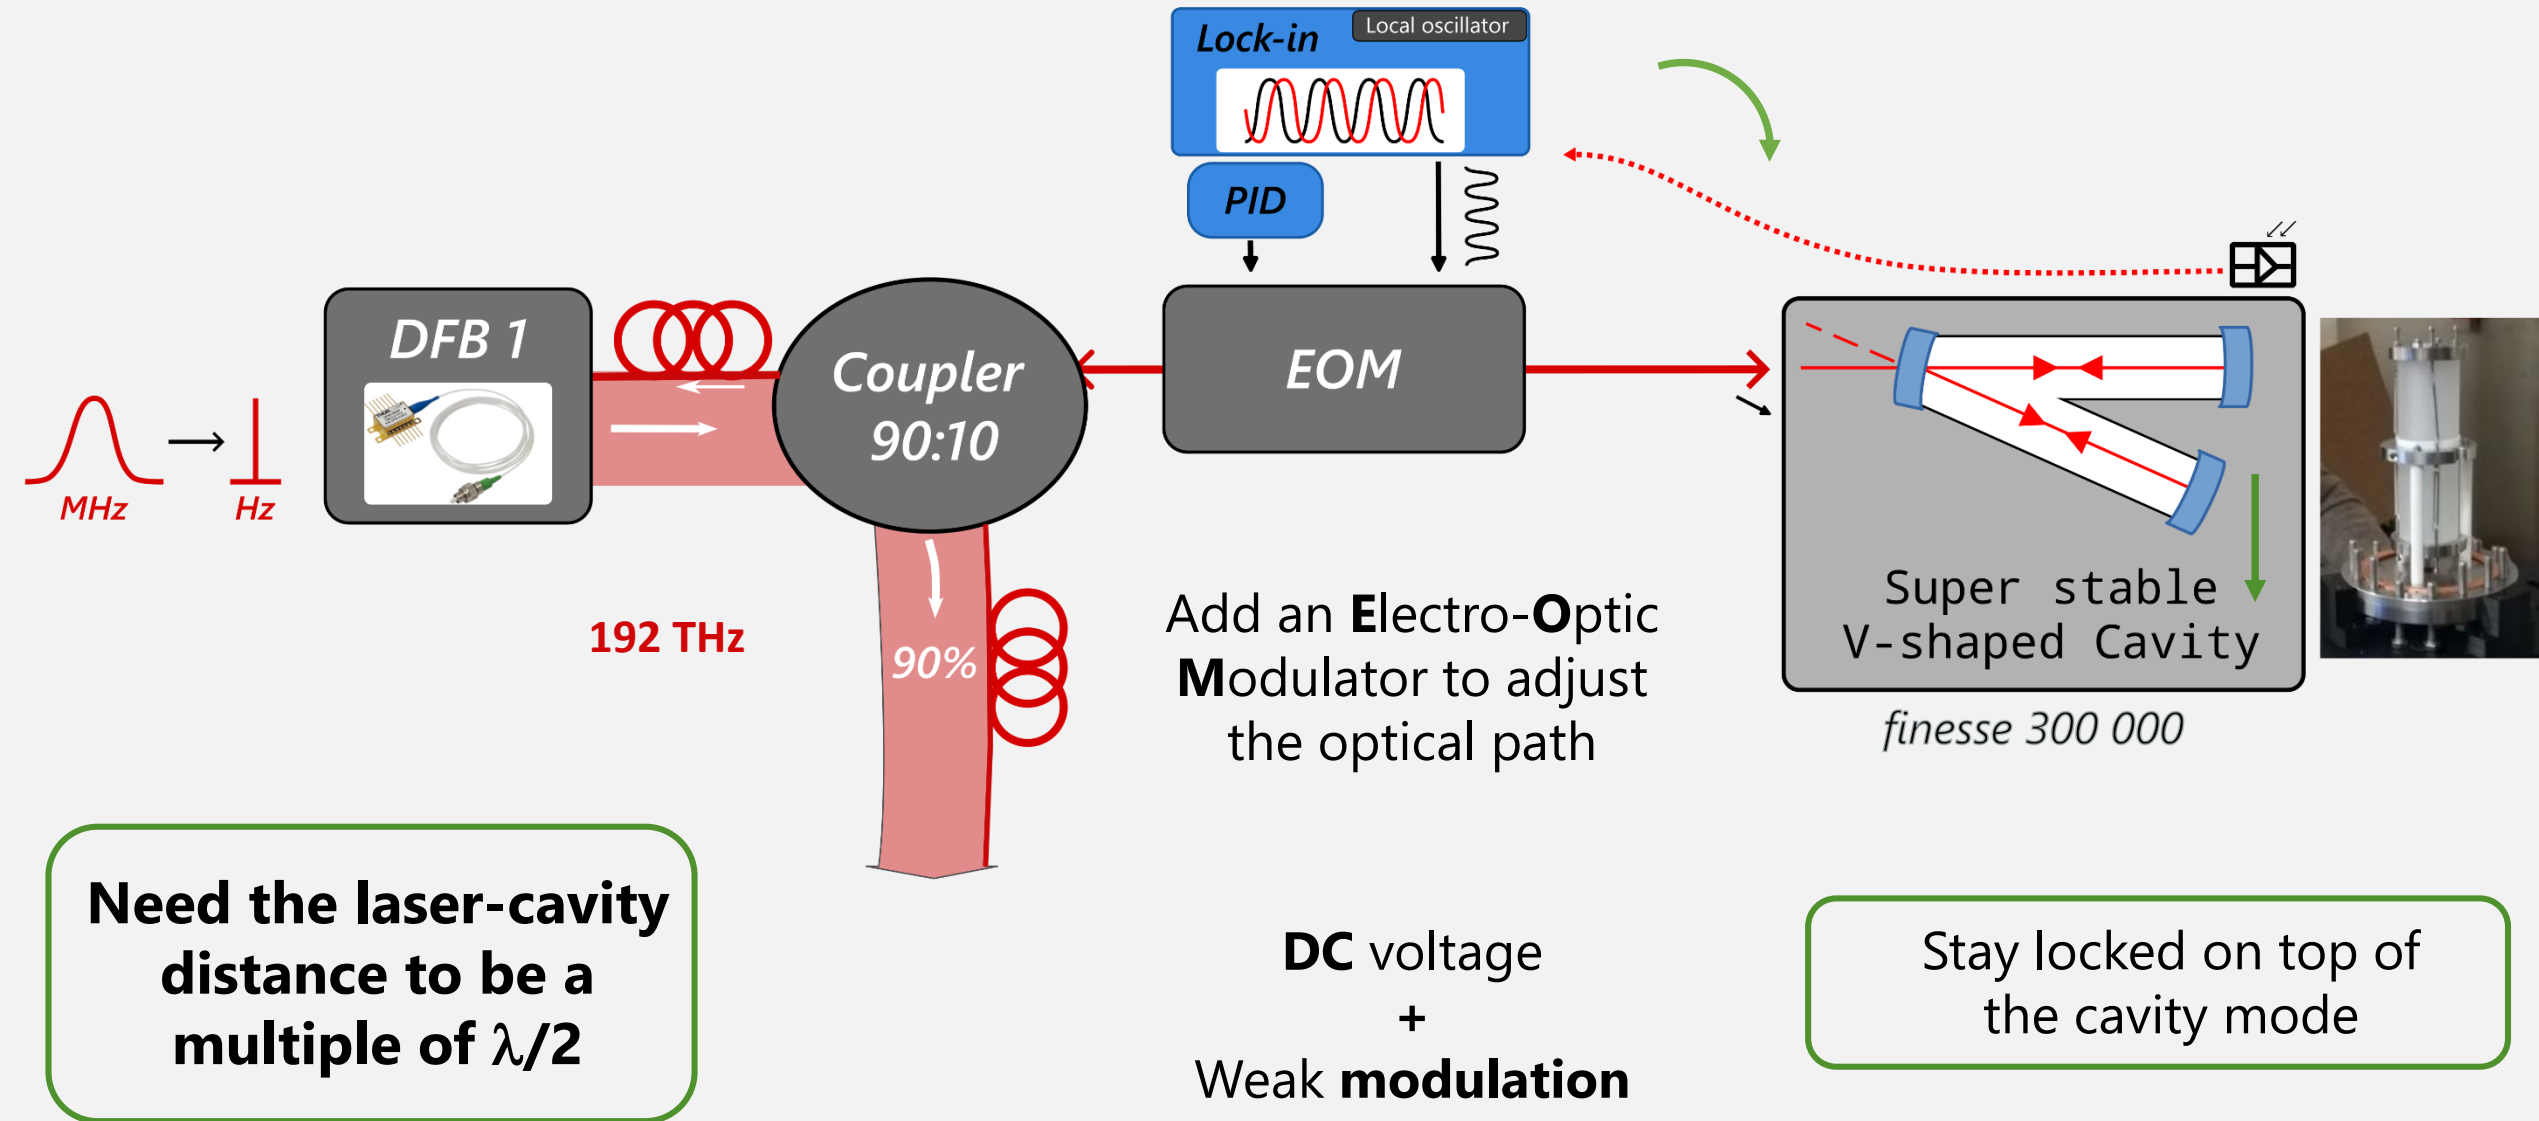 Lock-in
Local oscillator
PID
DFB 1
Coupler
90:10
EOM
MHz
Hz
192 THz
90%
Add an Electro-Optic
Modulator to adjust
the optical path
Super stable
V-shaped Cavity
finesse 300 000
Need the laser-cavity
distance to be a
multiple of λ/2
DC voltage
+
Weak modulation
Stay locked on top of
the cavity mode